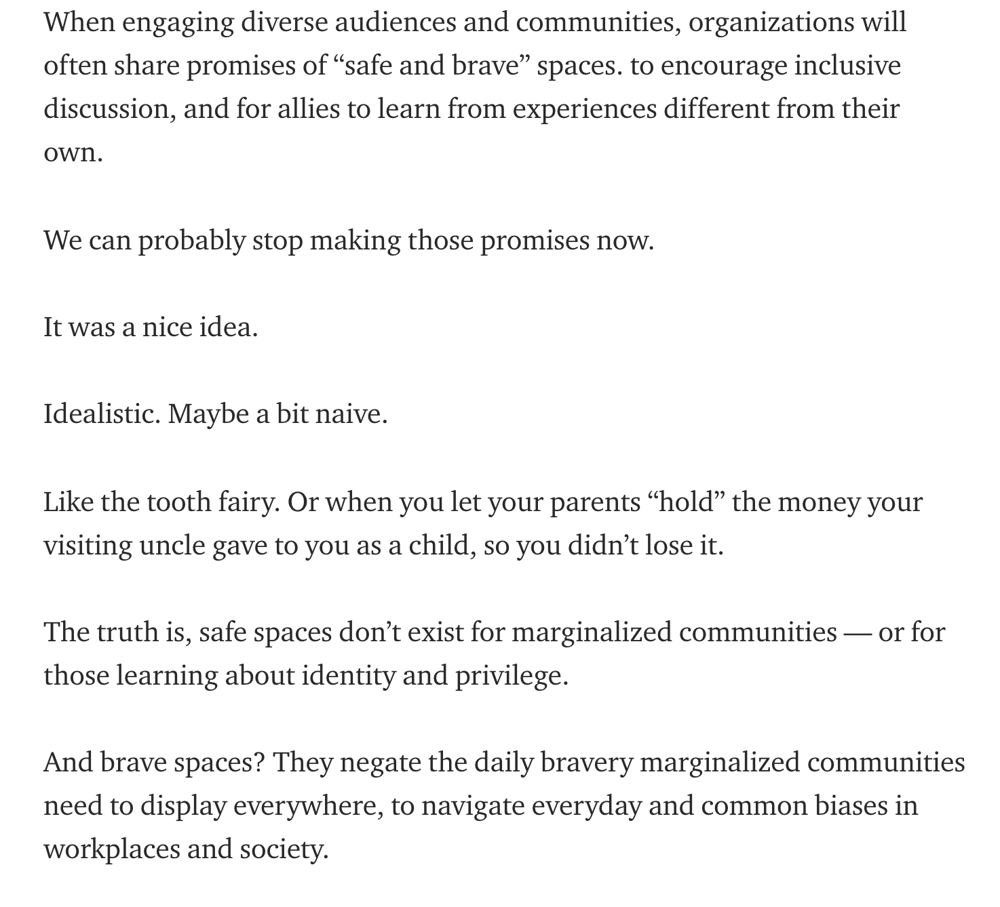 When engaging diverse audiences and communities, organizations will
often share promises of “safe and brave” spaces. to encourage inclusive
discussion, and for allies to learn from experiences different from their
own.
We can probably stop making those promises now.
It was a nice idea.
Idealistic. Maybe a bit naive.
Like the tooth fairy. Or when you let your parents “hold” the money your
visiting uncle gave to you as a child, so you didn’t lose it.
The truth is, safe spaces don’t exist for marginalized communities — or for
those learning about identity and privilege.
And brave spaces? They negate the daily bravery marginalized communities
need to display everywhere, to navigate everyday and common biases in
workplaces and society.